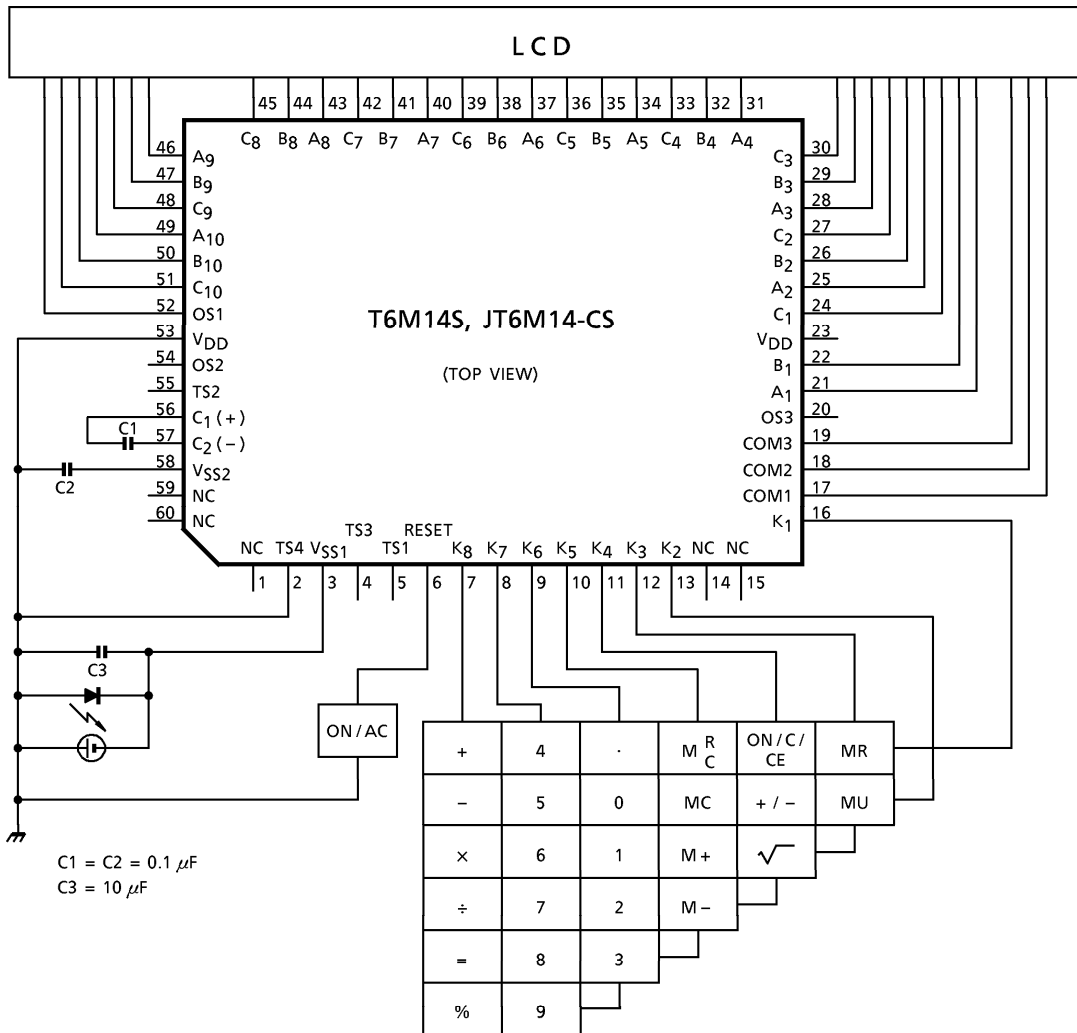 LCD
45 44 43 42 41 40 39 38 37 36 35 34 33 32 31
C8 B8 A8 C7 B7 A7 C6 B6 A6 C5 B5 A5 C4 B4 A4
46 A9 C3 30
47 B9 B3 29
48 C9 A3 28
49 A10 C2 27
50 B10 B2 26
51 C10 A2 25
52 OS1 C1 24
T6M14S, JT6M14-CS
53 VDD VDD 23
54 OS2 B1 22
(TOP VIEW)
55 TS2 A1 21
56 C1 (+) OS3 20
C1
57 C2 (−) COM3 19
58 VSS2 COM2 18
C2
59 NC COM1 17
60 NC K1 16
TS3 RESET
NC TS4 VSS1 TS1 K8 K7 K6 K5 K4 K3 K2 NC NC
1 2 3 4 5 6 7 8 9 10 11 12 13 14 15
C3
ON/AC
+ 4 · M R C ON/C/CE MR
− 5 0 MC +/− MU
× 6 1 M+ √
÷ 7 2 M−
= 8 3
% 9
C1 = C2 = 0.1 μF
C3 = 10 μF